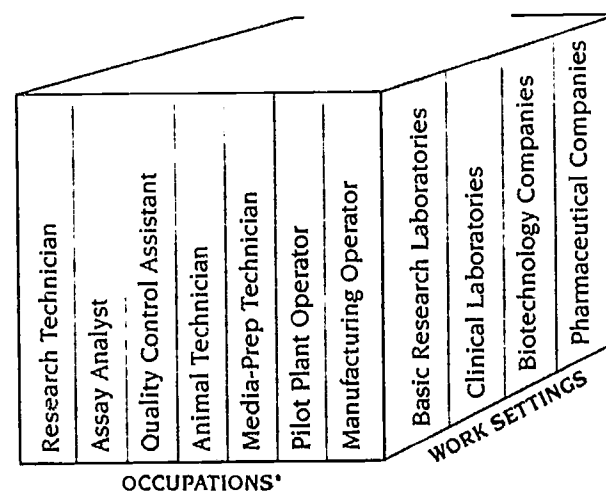 Research Technician
Assay Analyst
Quality Control Assistant
Animal Technician
Media-Prep Technician
Pilot Plant Operator
Manufacturing Operator
Basic Research Laboratories
Clinical Laboratories
Biotechnology Companies
Pharmaceutical Companies
OCCUPATIONS*
WORK SETTINGS